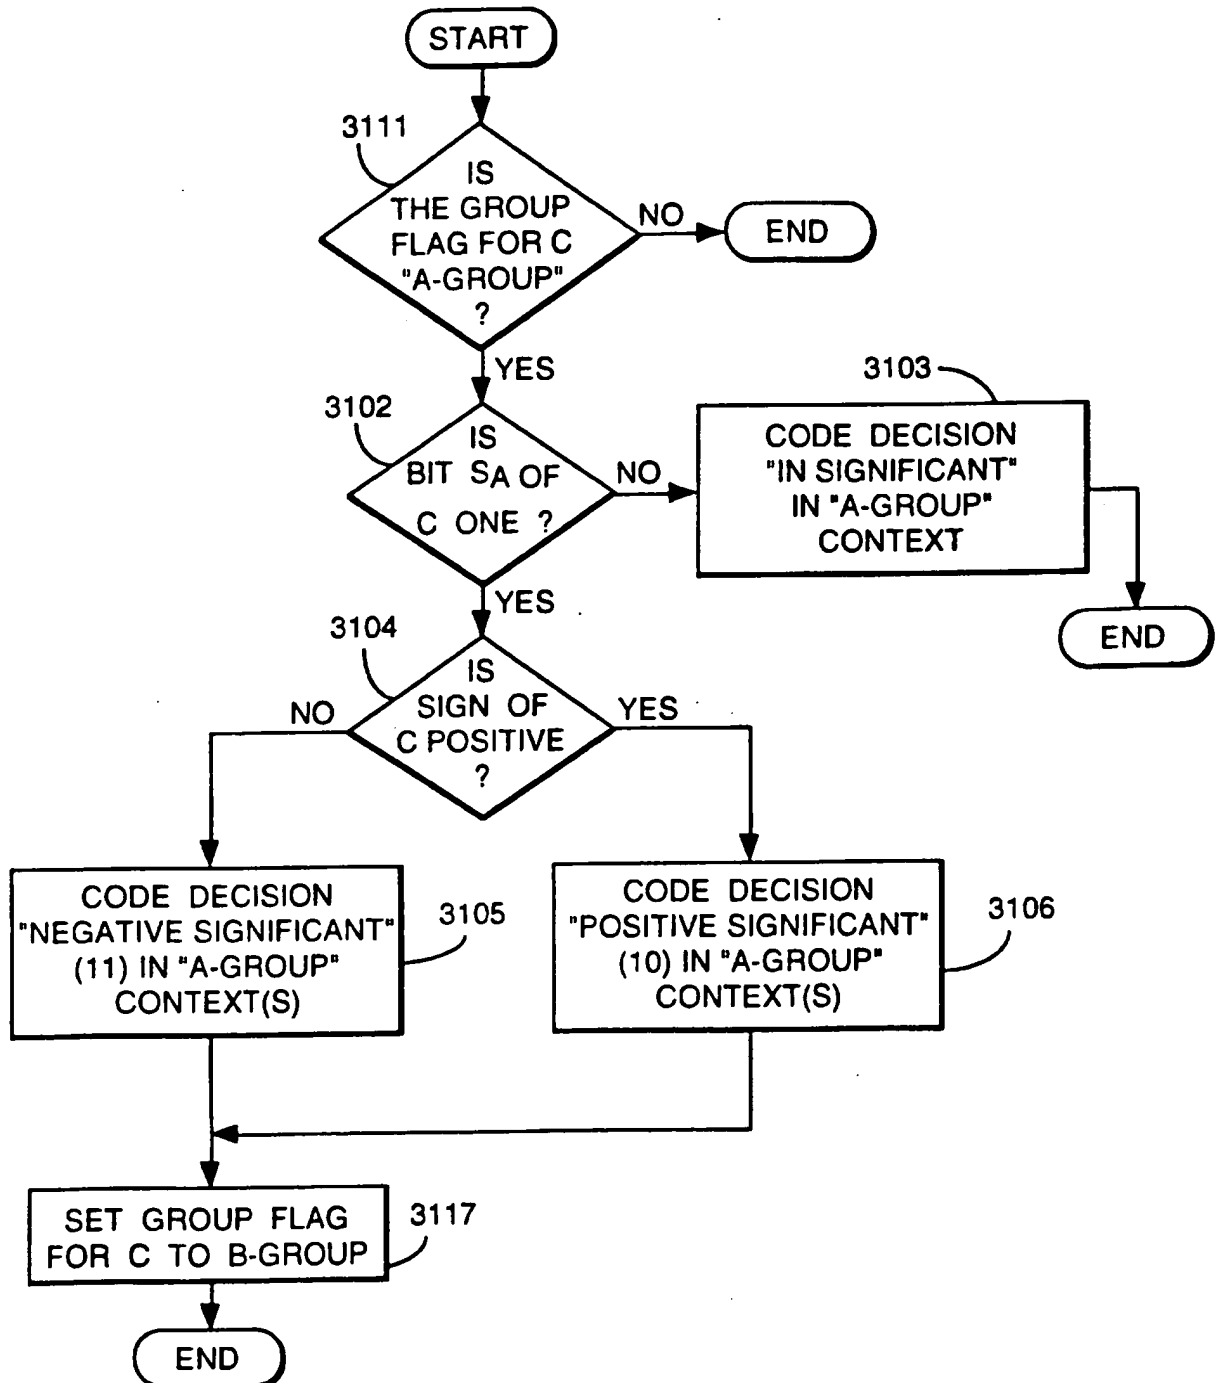 START
3111
IS
THE GROUP
FLAG FOR C
"A-GROUP"
?
NO
END
YES
3102
IS
BIT SA OF
C ONE ?
NO
3103
CODE DECISION
"IN SIGNIFICANT"
IN "A-GROUP"
CONTEXT
END
YES
3104
IS
SIGN OF
C POSITIVE
?
NO
YES
CODE DECISION
"NEGATIVE SIGNIFICANT"
(11) IN "A-GROUP"
CONTEXT(S)
3105
CODE DECISION
"POSITIVE SIGNIFICANT"
(10) IN "A-GROUP"
CONTEXT(S)
3106
SET GROUP FLAG
FOR C TO B-GROUP
3117
END